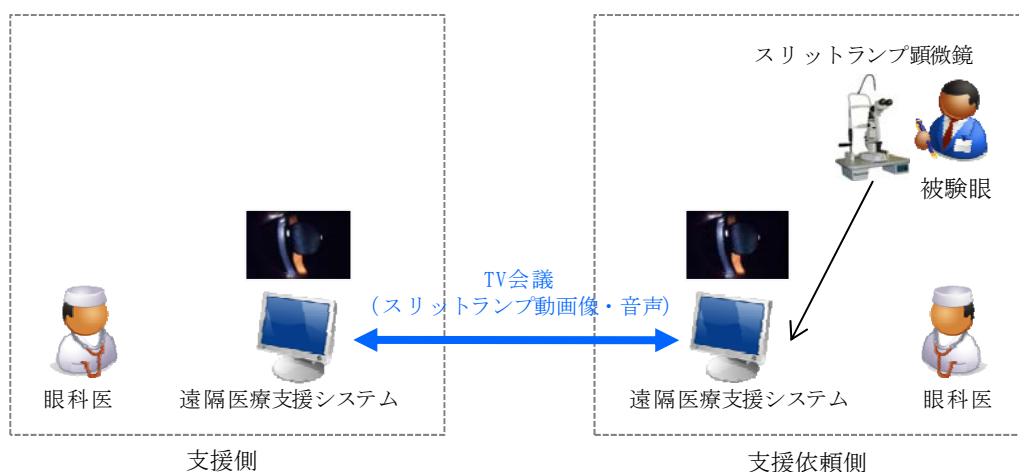 スリットランプ顕微鏡
被験眼
TV会議
(スリットランプ動画像・音声)
眼科医
遠隔医療支援システム
遠隔医療支援システム
眼科医
支援側
支援依頼側